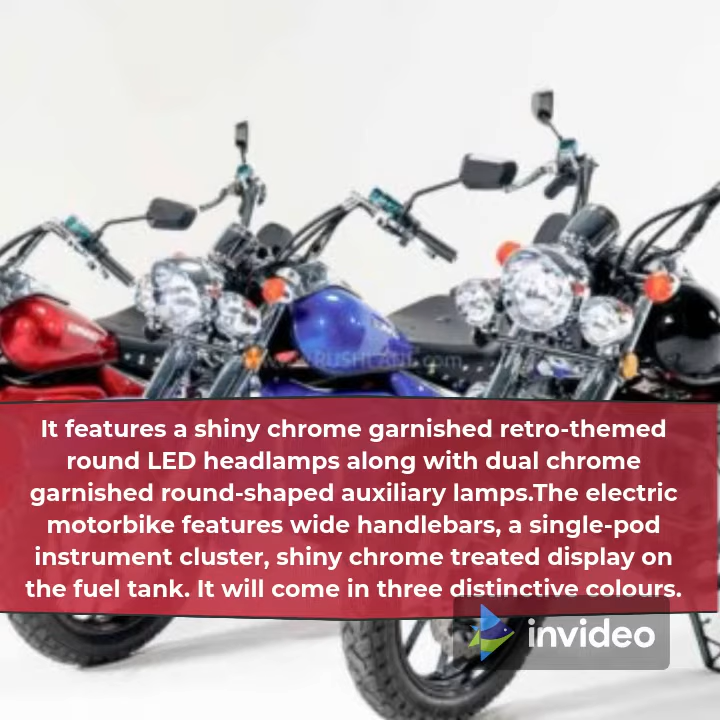 RUSHLANE.com
It features a shiny chrome garnished retro-themed
round LED headlamps along with dual chrome
garnished round-shaped auxiliary lamps.The electric
motorbike features wide handlebars, a single-pod
instrument cluster, shiny chrome treated display on
the fuel tank. It will come in three distinctive colours.
invideo